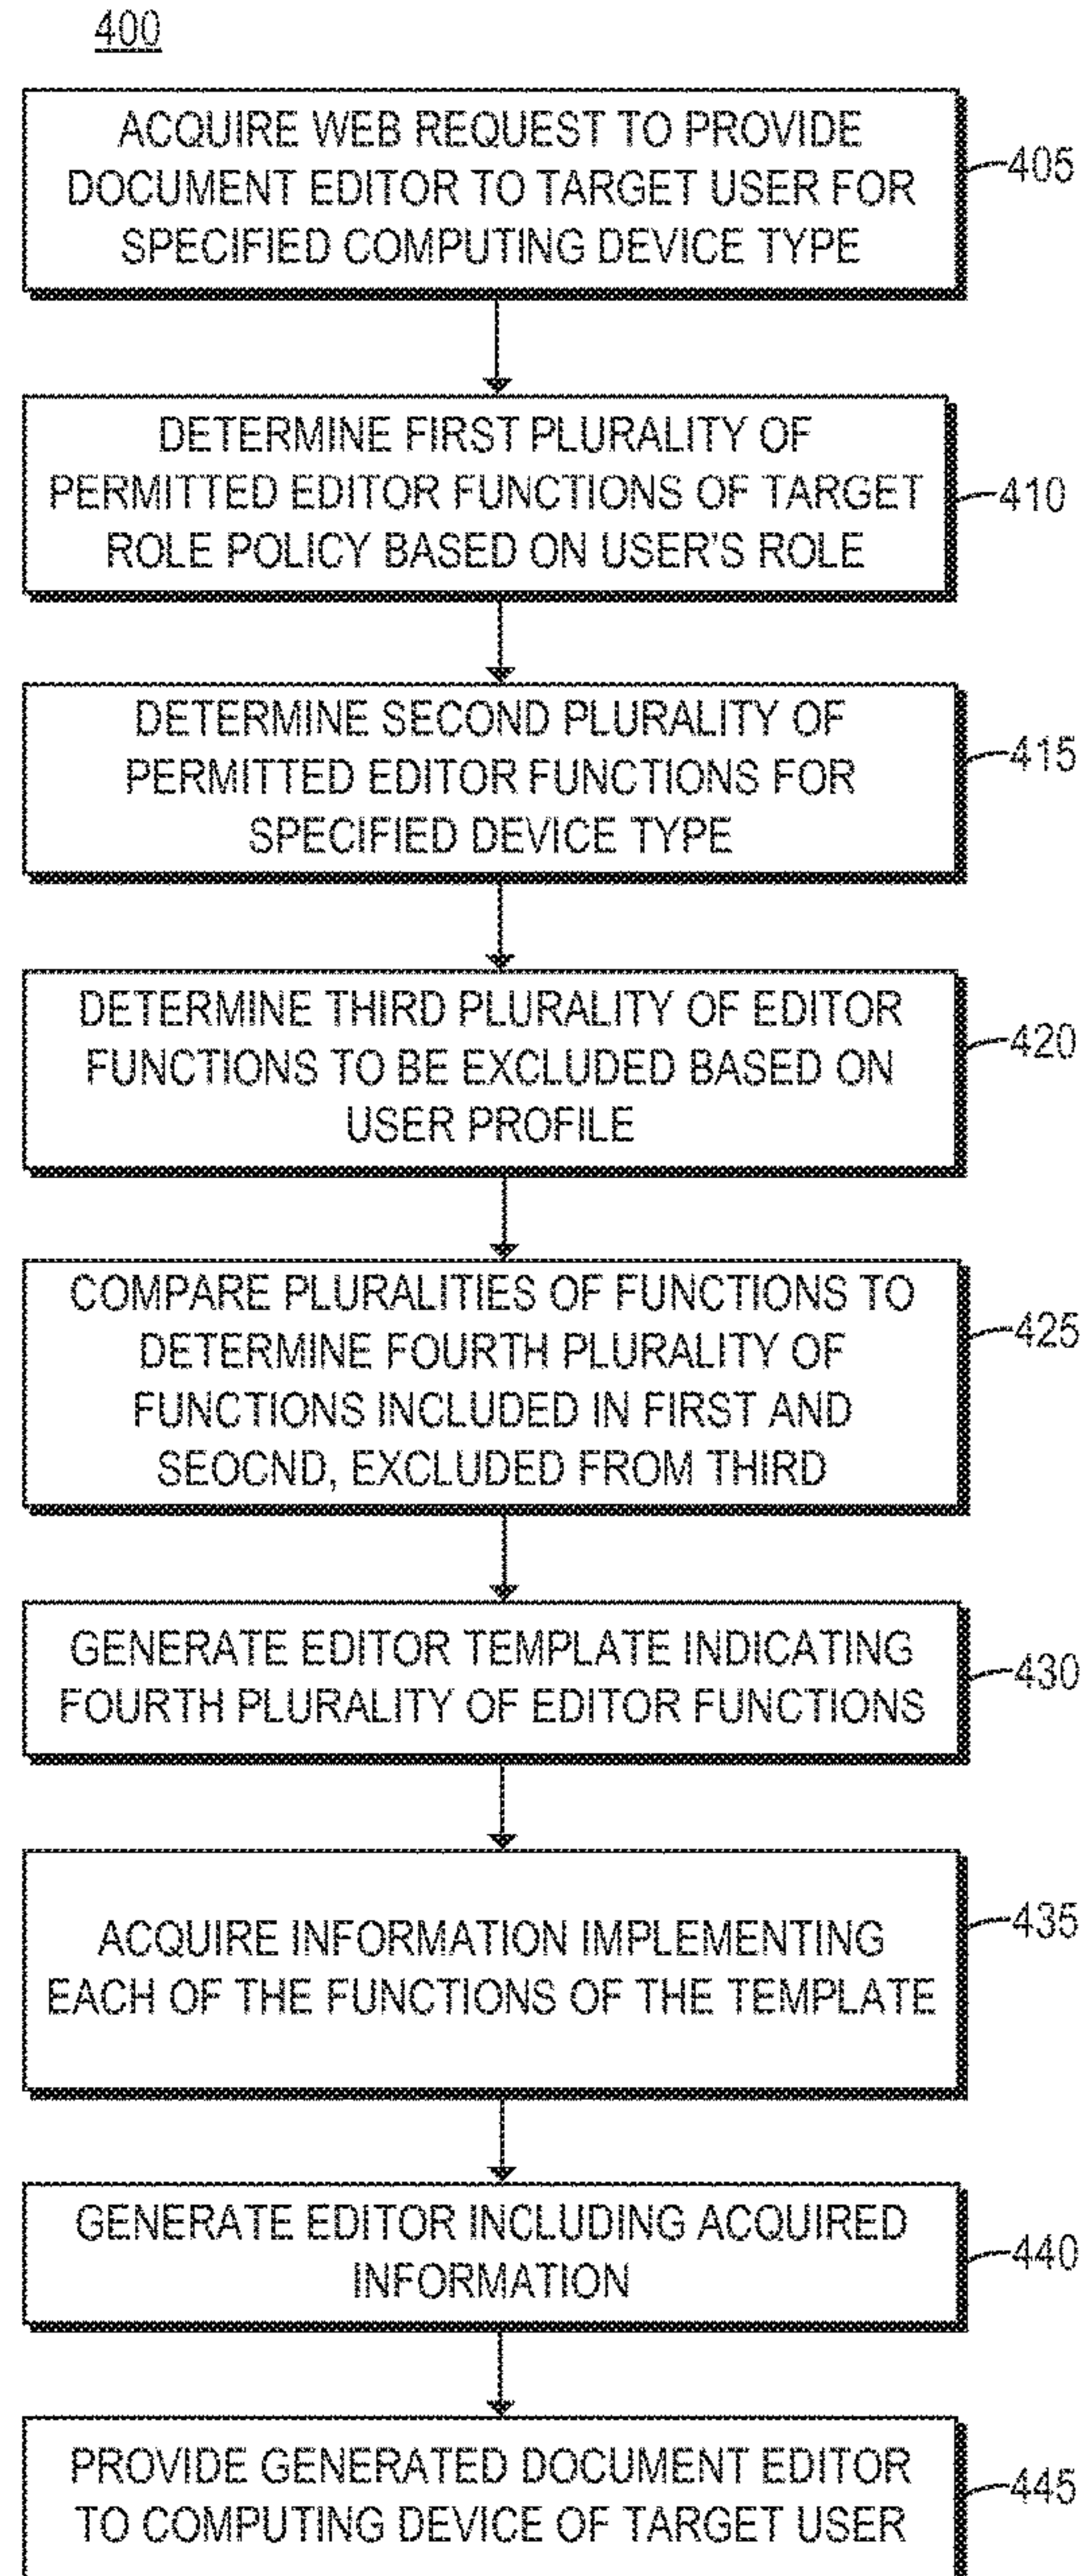 400
ACQUIRE WEB REQUEST TO PROVIDE
DOCUMENT EDITOR TO TARGET USER FOR
SPECIFIED COMPUTING DEVICE TYPE
405
DETERMINE FIRST PLURALITY OF
PERMITTED EDITOR FUNCTIONS OF TARGET
ROLE POLICY BASED ON USER'S ROLE
410
DETERMINE SECOND PLURALITY OF
PERMITTED EDITOR FUNCTIONS FOR
SPECIFIED DEVICE TYPE
415
DETERMINE THIRD PLURALITY OF EDITOR
FUNCTIONS TO BE EXCLUDED BASED ON
USER PROFILE
420
COMPARE PLURALITIES OF FUNCTIONS TO
DETERMINE FOURTH PLURALITY OF
FUNCTIONS INCLUDED IN FIRST AND
SEOCND, EXCLUDED FROM THIRD
425
GENERATE EDITOR TEMPLATE INDICATING
FOURTH PLURALITY OF EDITOR FUNCTIONS
430
ACQUIRE INFORMATION IMPLEMENTING
EACH OF THE FUNCTIONS OF THE TEMPLATE
435
GENERATE EDITOR INCLUDING ACQUIRED
INFORMATION
440
PROVIDE GENERATED DOCUMENT EDITOR
TO COMPUTING DEVICE OF TARGET USER
445